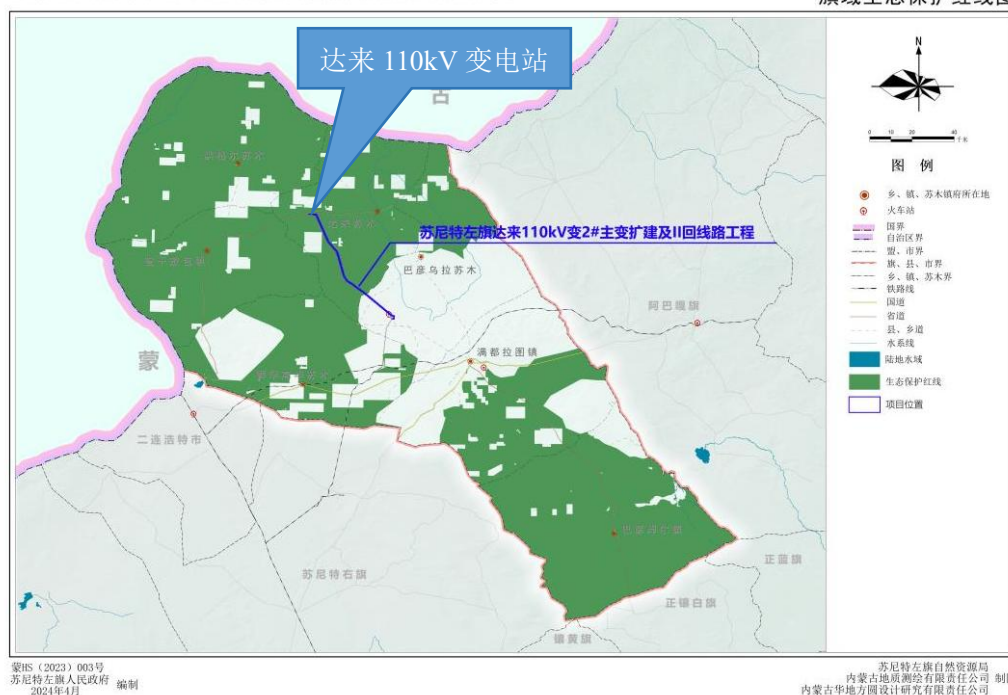 旗域生态保护红线图
达来 110kV 变电站
古
N
0 10 20 40
千米
图 例
乡、镇、苏木镇府所在地
火车站
国界
自治区界
盟、市界
旗、县、市界
乡、镇、苏木界
铁路线
国道
省道
县、乡道
水系线
陆地水域
生态保护红线
项目位置
苏尼特左旗达来110kV变2#主变扩建及II回线路工程
巴彦乌拉苏木
阿巴嘎旗
蒙
满都拉图镇
二连浩特市
苏尼特右旗
正蓝旗
正镶白旗
镶黄旗
蒙HS（2023）003号
苏尼特左旗人民政府 编制
2024年4月
苏尼特左旗自然资源局
内蒙古地质测绘有限责任公司 制
内蒙古华地方圆设计研究有限责任公司